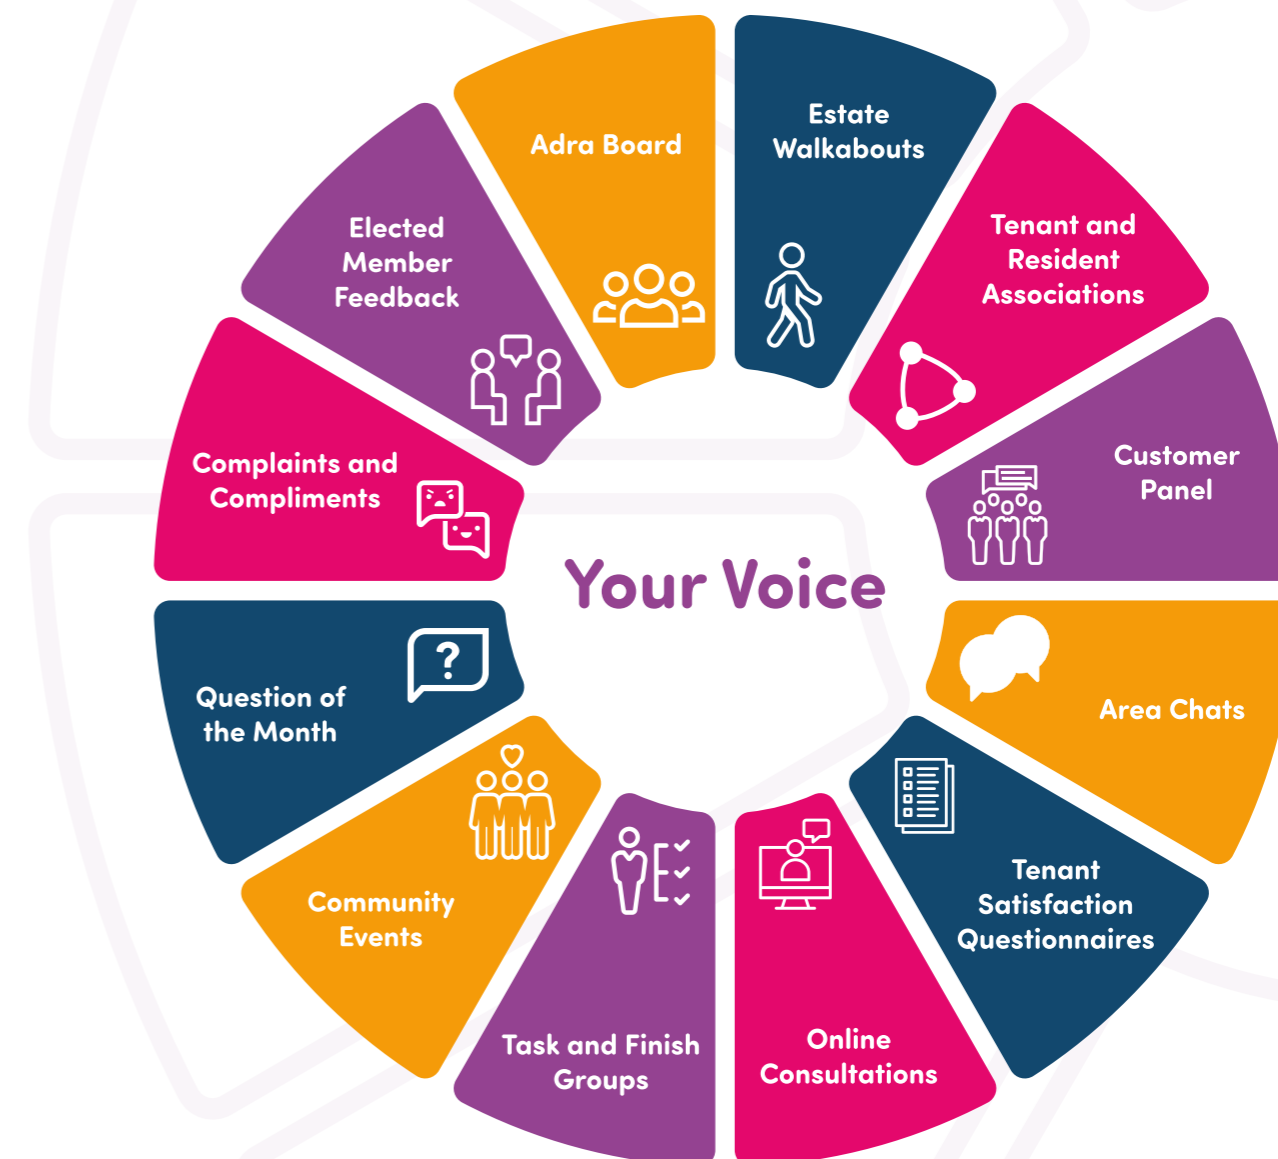 Adra Board
Estate
Walkabouts
Tenant and
Resident
Associations
Customer
Panel
Area Chats
Tenant
Satisfaction
Questionnaires
Online
Consultations
Task and Finish
Groups
Community
Events
Question of
the Month
?
Complaints and
Compliments
Elected
Member
Feedback
Your Voice